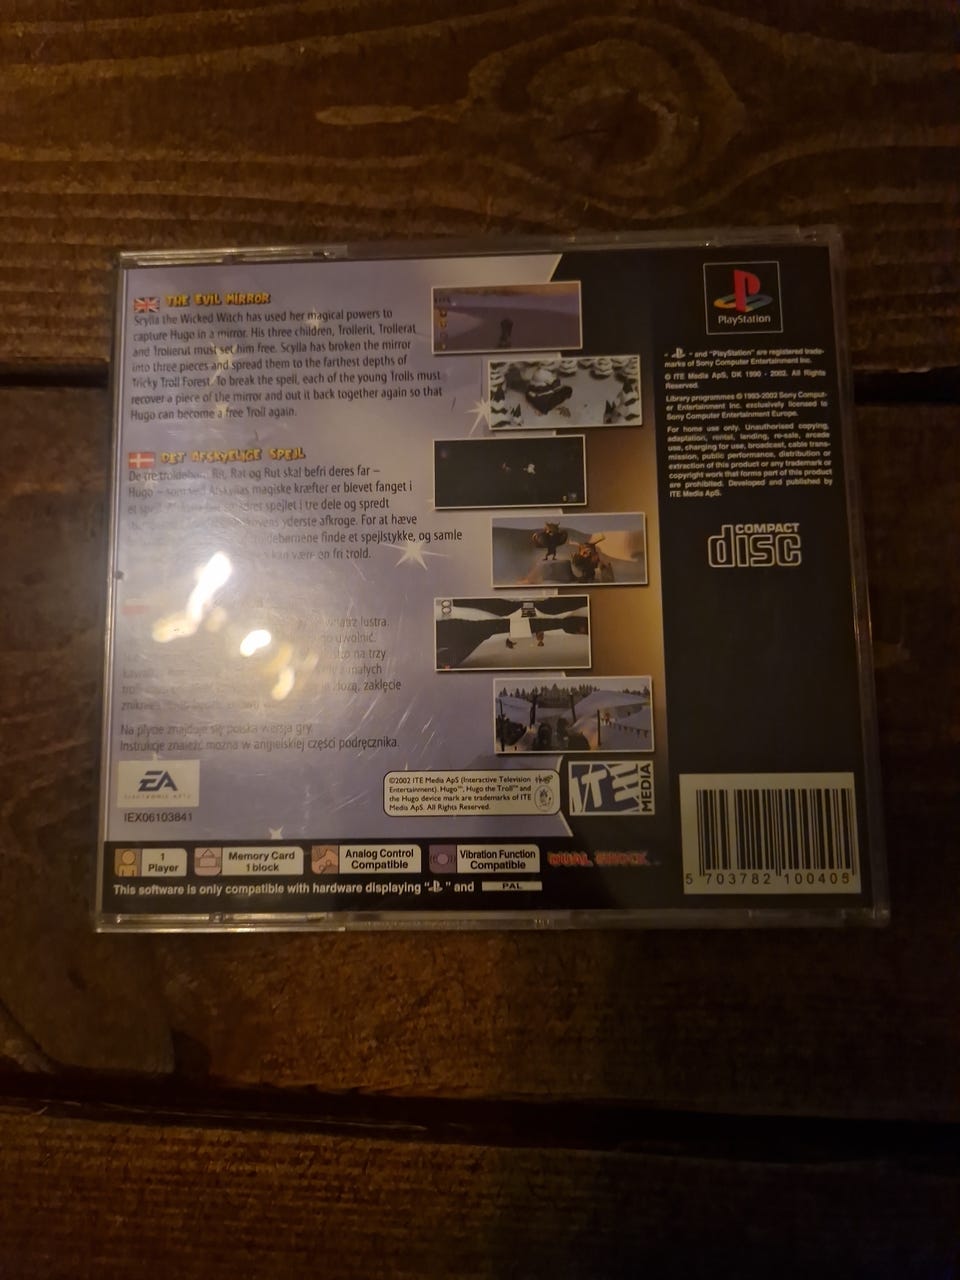 THE EVIL MIRROR
Scylla the Wicked Witch has used her magical powers to
capture Hugo in a mirror. His three children, Trollerit, Trollerat
and Trollerut must set him free. Scylla has broken the mirror
into three pieces and spread them to the farthest depths of
Tricky Troll Forest. To break the spell, each of the young Trolls must
recover a piece of the mirror and out it back together again so that
Hugo can become a free Troll again.
DET AFSKYELIGE SPEJL
De tre troldebørn, Rit, Rat og Rut skal befri deres far –
Hugo – som ved Afskylias magiske kræfter er blevet fanget i
et spejl. spejlet i tre dele og spredt
yderste afkroge. For at hæve
finde et spejlstykke, og samle
kan være en fri trold.
lustra.
uwolnić.
na trzy
małych
złożą, zaklęcie
Na płycie znajduje się polska wersja gry.
Instrukcje znaleźć można w angielskiej części podręcznika.
EA
ELECTRONIC ARTS
IEX06103841
©2002 ITE Media ApS (Interactive Television
Entertainment). Hugo™, Hugo the Troll™ and
the Hugo device mark are trademarks of ITE
Media ApS. All Rights Reserved.
ITE
MEDIA
1
Player
Memory Card
1 block
Analog Control
Compatible
Vibration Function
Compatible
DUAL SHOCK
This software is only compatible with hardware displaying " " and
PAL
PlayStation
" " and "PlayStation" are registered trade-
marks of Sony Computer Entertainment Inc.
© ITE Media ApS, DK 1990 - 2002. All Rights
Reserved.
Library programmes © 1993-2002 Sony Comput-
er Entertainment Inc. exclusively licensed to
Sony Computer Entertainment Europe.
For home use only. Unauthorised copying,
adaptation, rental, lending, re-sale, arcade
use, charging for use, broadcast, cable trans-
mission, public performance, distribution or
extraction of this product or any trademark or
copyright work that forms part of this product
are prohibited. Developed and published by
ITE Media ApS.
COMPACT
disc
5 703782 100405